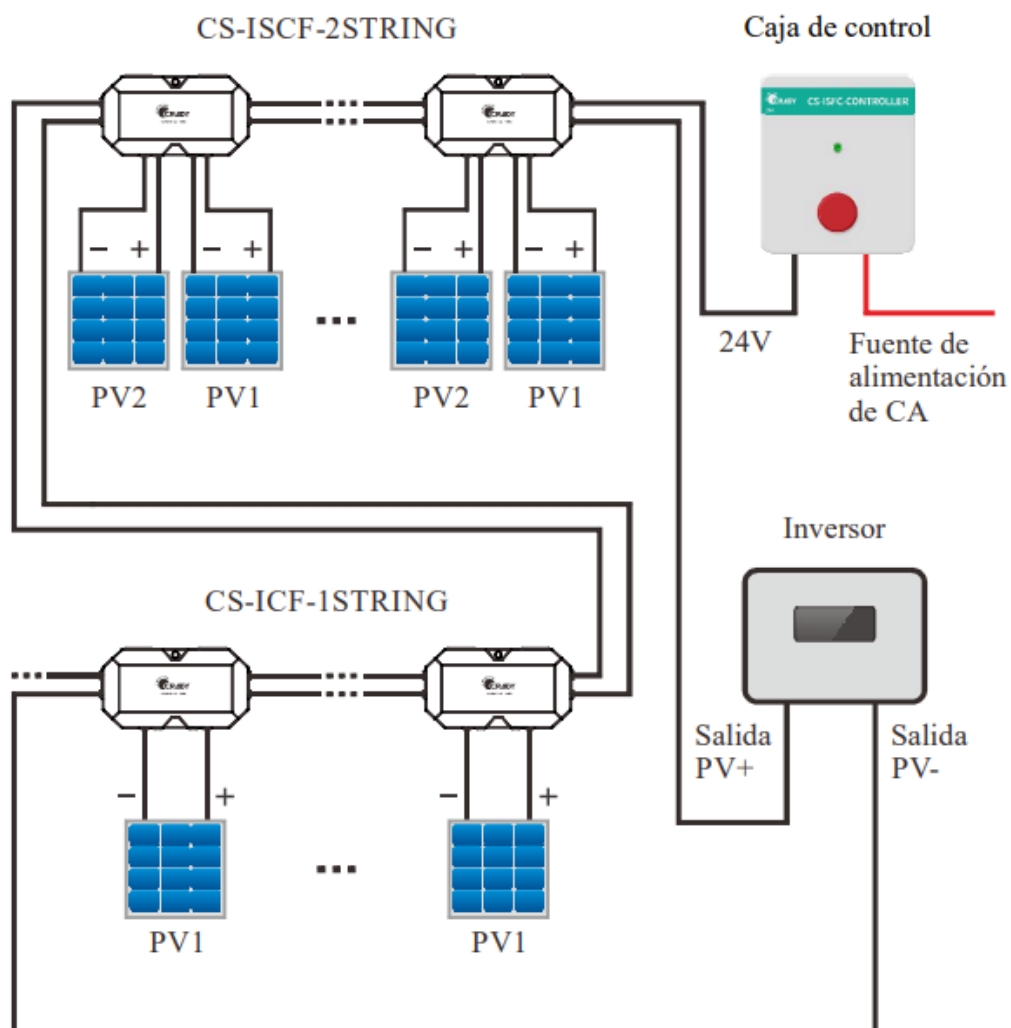 CS-ISCF-2STRING
Caja de control
CS-ISFC-CONTROLLER
− + − +
− + − +
PV2 PV1
PV2 PV1
24V
Fuente de
alimentación
de CA
Inversor
CS-ICF-1STRING
Salida
PV+
Salida
PV-
− +
− +
PV1
PV1